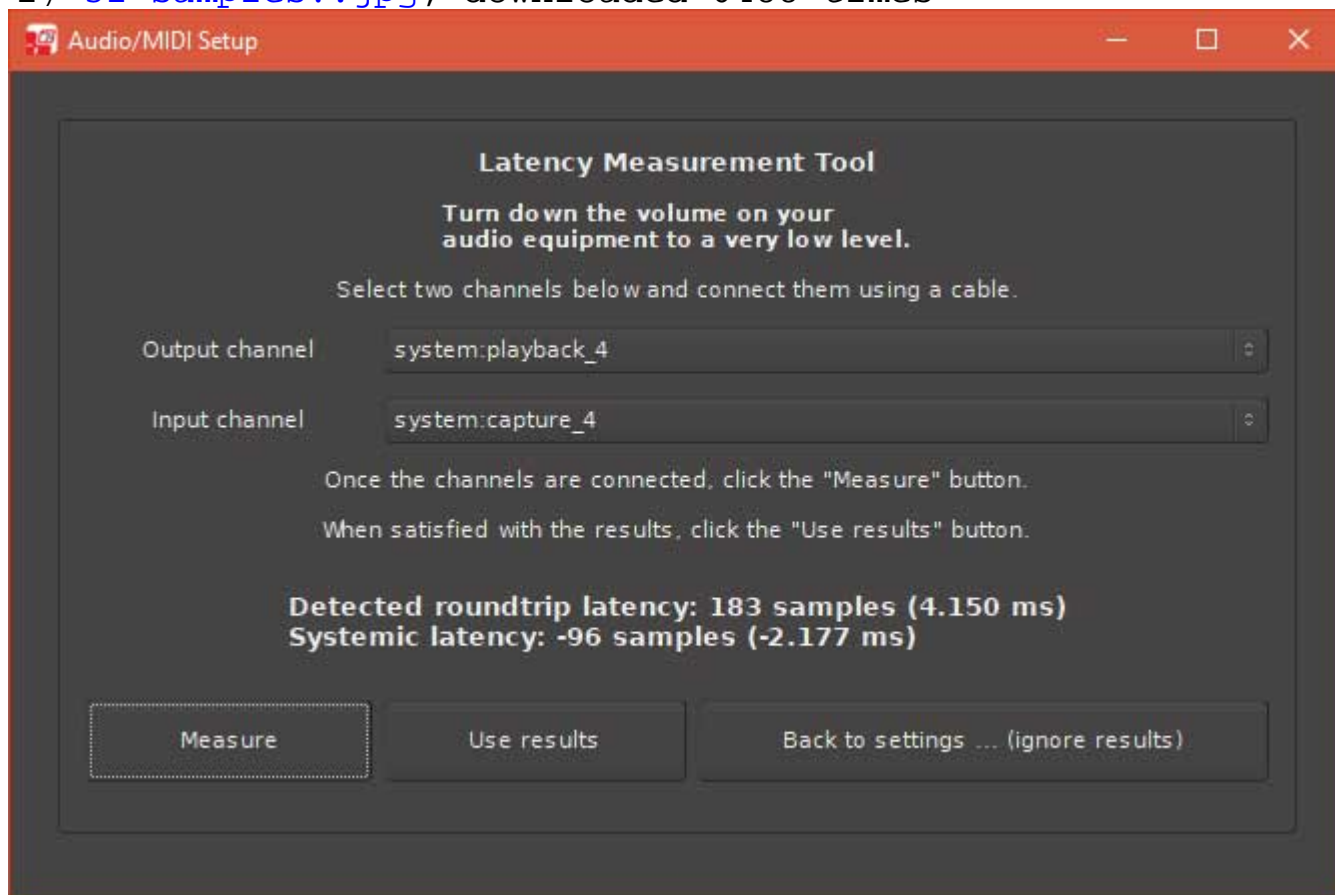 Audio/MIDI Setup
Latency Measurement Tool
Turn down the volume on your
audio equipment to a very low level.
Select two channels below and connect them using a cable.
Output channel system:playback_4
Input channel system:capture_4
Once the channels are connected, click the "Measure" button.
When satisfied with the results, click the "Use results" button.
Detected roundtrip latency: 183 samples (4.150 ms)
Systemic latency: -96 samples (-2.177 ms)
Measure Use results Back to settings ... (ignore results)